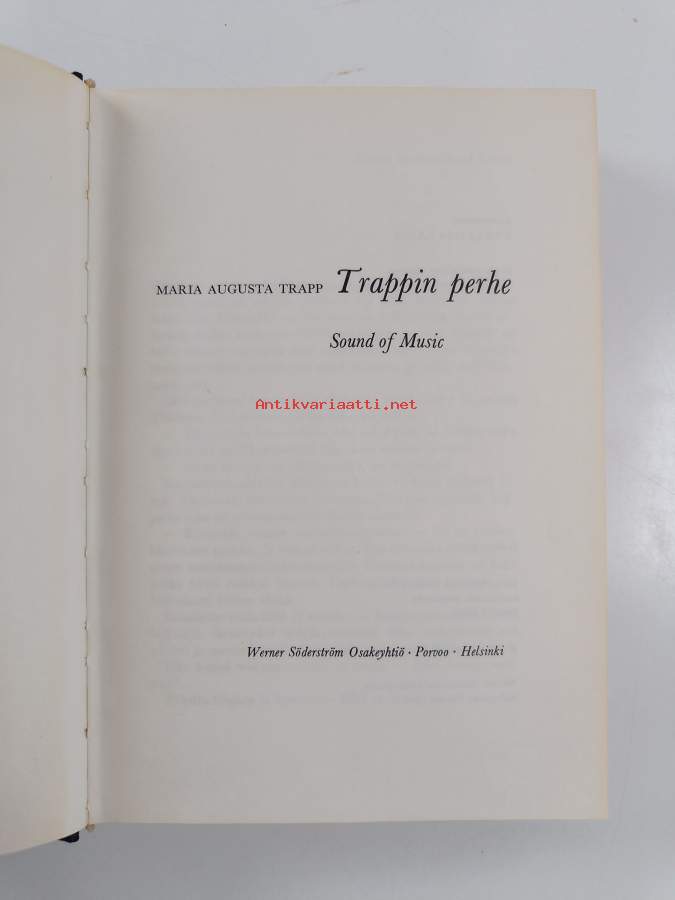 MARIA AUGUSTA TRAPP Trappin perhe
Sound of Music
Antikvariaatti.net
Werner Söderström Osakeyhtiö · Porvoo · Helsinki